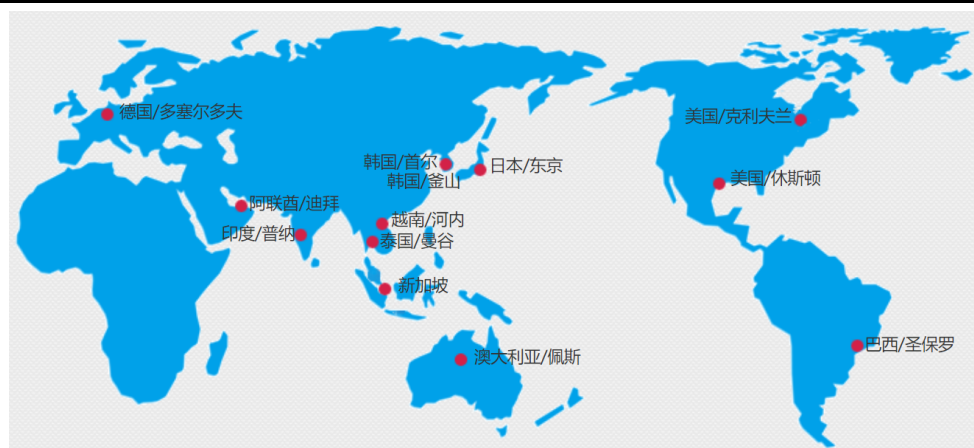 德国/多塞尔多夫
美国/克利夫兰
韩国/首尔
日本/东京
韩国/釜山
美国/休斯顿
阿联酋/迪拜
越南/河内
印度/普纳
泰国/曼谷
新加坡
巴西/圣保罗
澳大利亚/佩斯